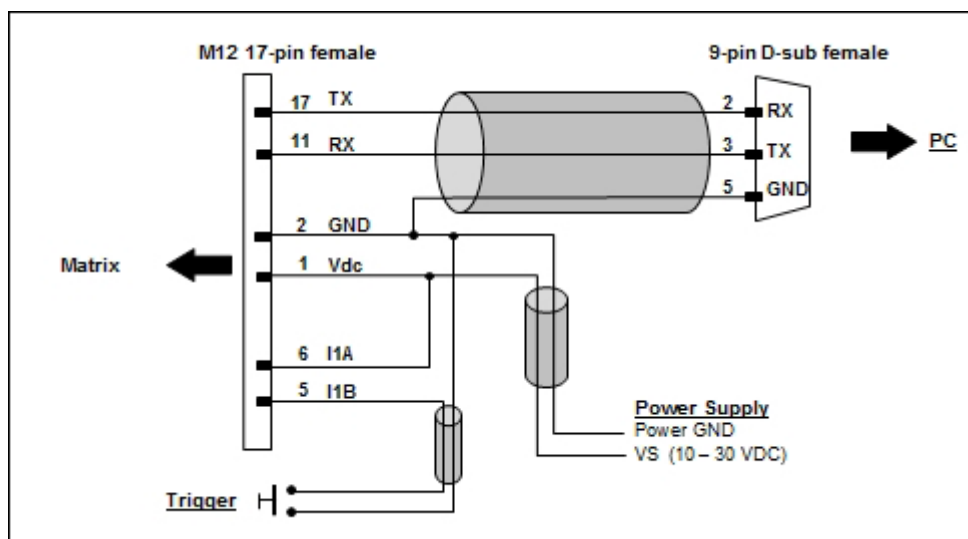 M12 17-pin female
9-pin D-sub female
17 TX
2 RX
11 RX
3 TX
PC
5 GND
2 GND
Matrix
1 Vdc
6 I1A
5 I1B
Power Supply
Power GND
VS (10 – 30 VDC)
Trigger